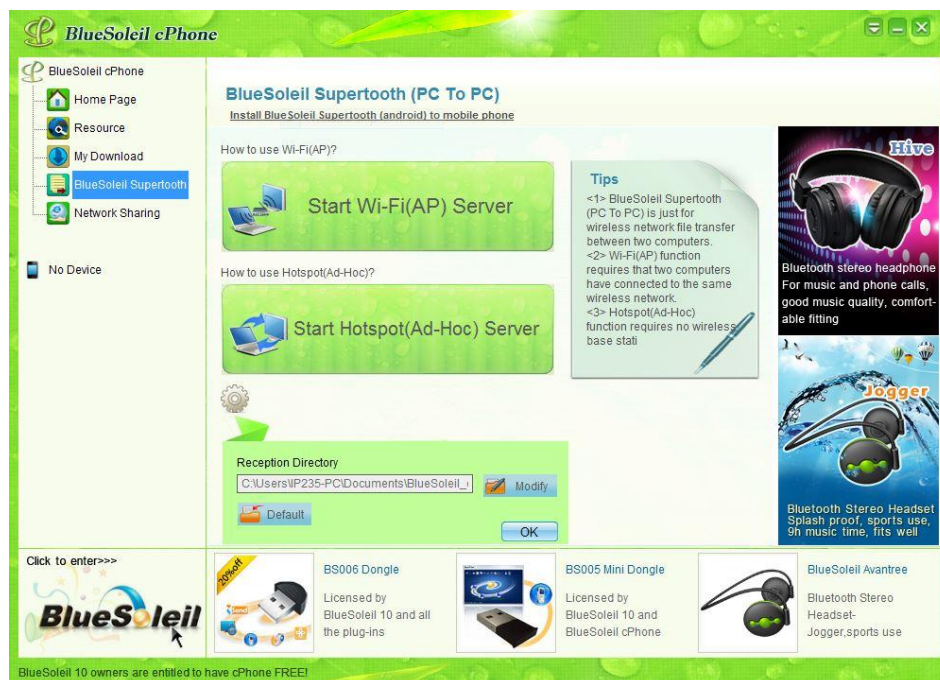 BlueSoleil cPhone
BlueSoleil cPhone
Home Page
Resource
My Download
BlueSoleil Supertooth
Network Sharing
No Device
BlueSoleil Supertooth (PC To PC)
Install BlueSoleil Supertooth (android) to mobile phone
How to use Wi-Fi(AP)?
Start Wi-Fi(AP) Server
How to use Hotspot(Ad-Hoc)?
Start Hotspot(Ad-Hoc) Server
Tips
<1> BlueSoleil Supertooth
(PC To PC) is just for
wireless network file transfer
between two computers.
<2> Wi-Fi(AP) function
requires that two computers
have connected to the same
wireless network.
<3> Hotspot(Ad-Hoc)
function requires no wireless
base stati
Reception Directory
C:\Users\IP235-PC\Documents\BlueSoleil_
Modify
Default
OK
Hive
Bluetooth stereo headphone
For music and phone calls,
good music quality, comfort-
able fitting
Jogger
Bluetooth Stereo Headset
Splash proof, sports use,
9h music time, fits well
Click to enter>>>
BlueSoleil
20%off
Send
BS006 Dongle
Licensed by
BlueSoleil 10 and all
the plug-ins
BS005 Mini Dongle
Licensed by
BlueSoleil 10 and
BlueSoleil cPhone
BlueSoleil Avantree
Bluetooth Stereo
Headset-
Jogger,sports use
BlueSoleil 10 owners are entitled to have cPhone FREE!